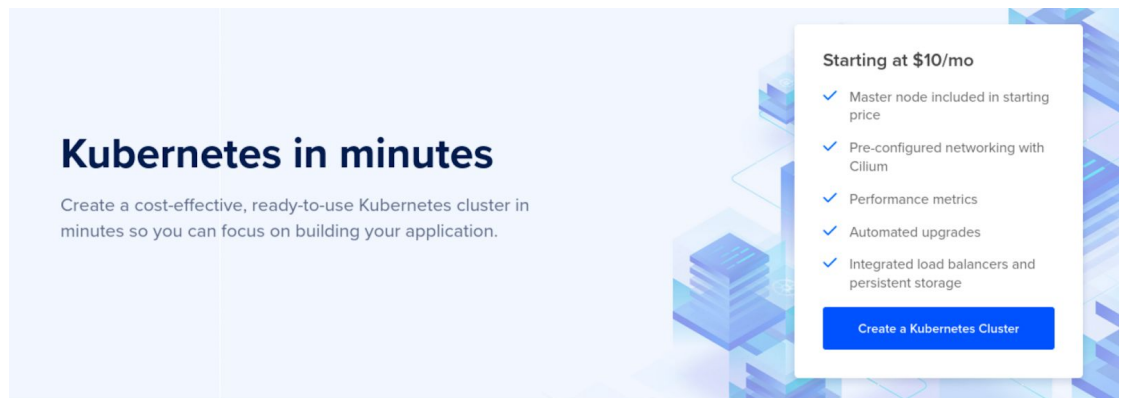 Kubernetes in minutes
Create a cost-effective, ready-to-use Kubernetes cluster in
minutes so you can focus on building your application.
Starting at $10/mo
Master node included in starting
price
Pre-configured networking with
Cilium
Performance metrics
Automated upgrades
Integrated load balancers and
persistent storage
Create a Kubernetes Cluster